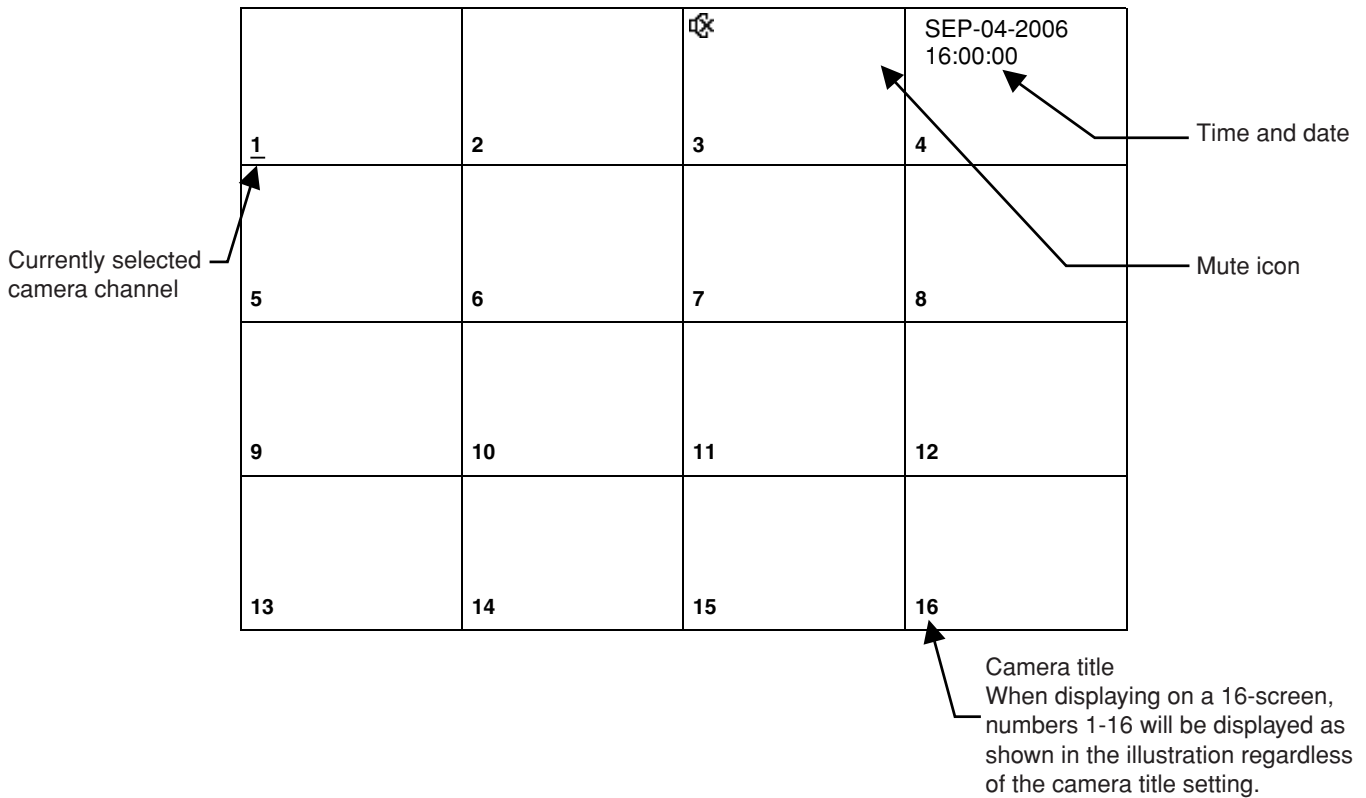 SEP-04-2006
16:00:00
1
2
3
4
Time and date
Currently selected
camera channel
Mute icon
5
6
7
8
9
10
11
12
13
14
15
16
Camera title
When displaying on a 16-screen,
numbers 1-16 will be displayed as
shown in the illustration regardless
of the camera title setting.